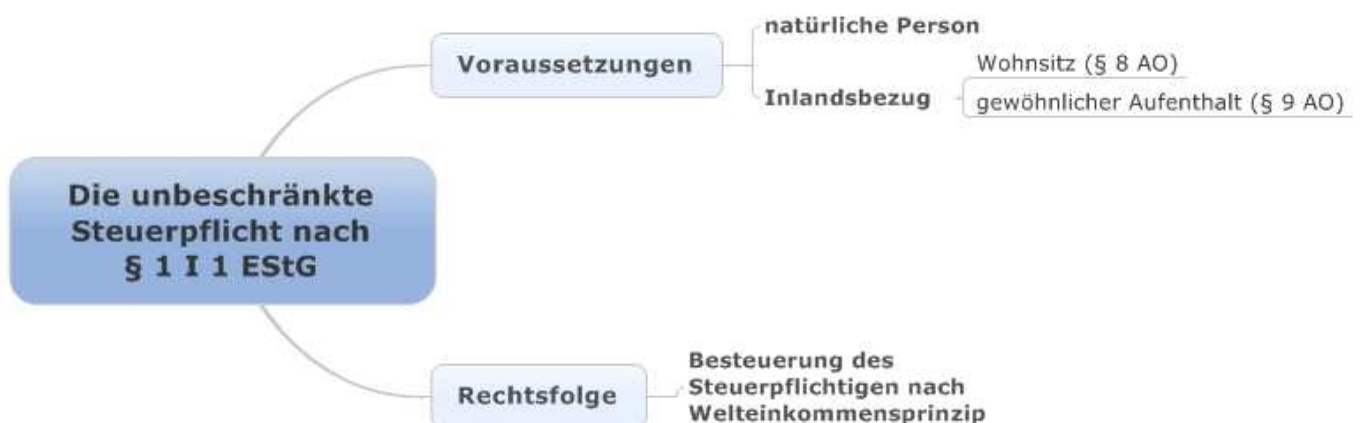 Die unbeschränkte
Steuerpflicht nach
§ 1 I 1 EStG
Voraussetzungen
natürliche Person
Inlandsbezug
Wohnsitz (§ 8 AO)
gewöhnlicher Aufenthalt (§ 9 AO)
Rechtsfolge
Besteuerung des
Steuerpflichtigen nach
Welteinkommensprinzip